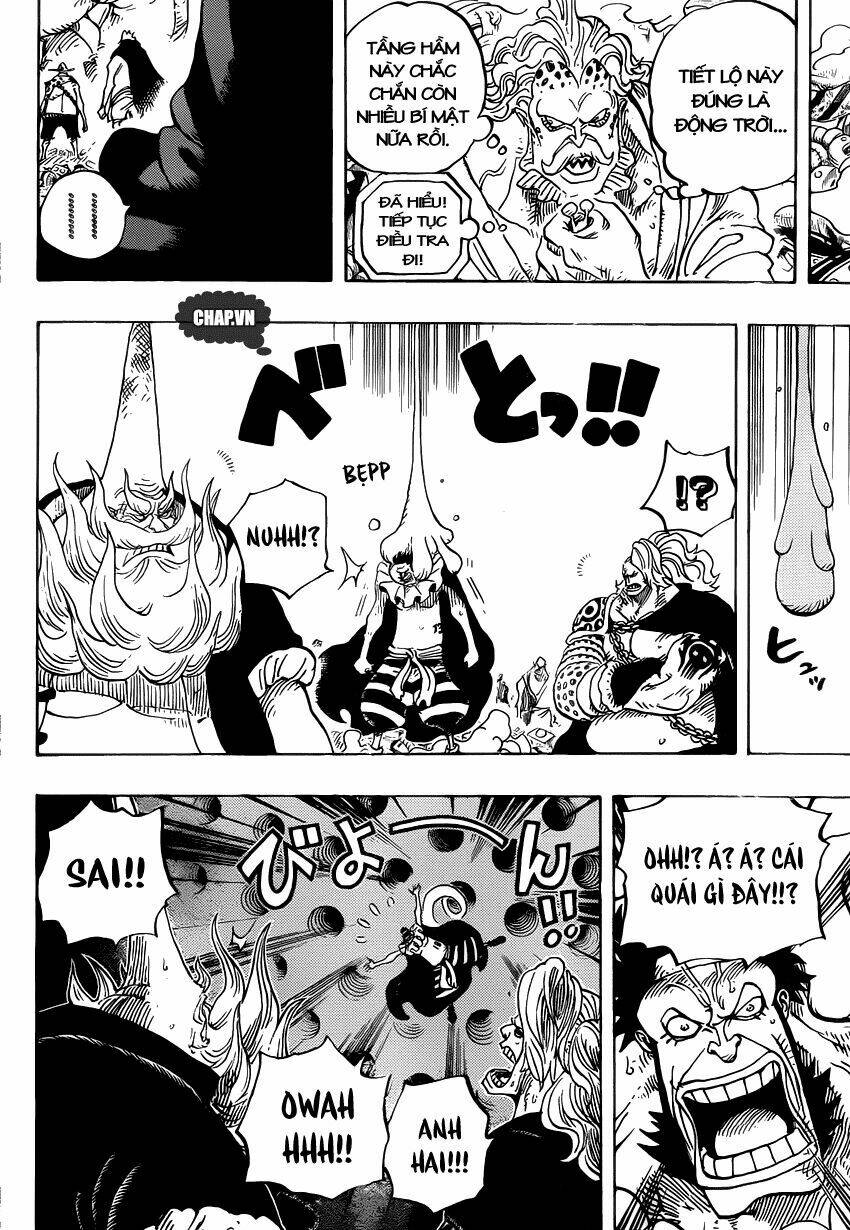 TIẾT LỘ NÀY
ĐÚNG LÀ
ĐỘNG TRỜI...
TẦNG HẦM
NÀY CHẮC
CHẮN CÒN
NHIỀU BÍ MẬT
NỮA RỒI.
ĐÃ HIỂU!
TIẾP TỤC
ĐIỀU TRA
ĐI!
CHAP.VN
ヒュッ
!?
べとっ!!
BẸPP
NUHH!?
OHH!? Á? Á? CÁI
QUÁI GÌ ĐÂY!!?
びよーーん!!
SAI!!
ANH
HAI!!!
OWAH
HHH!!